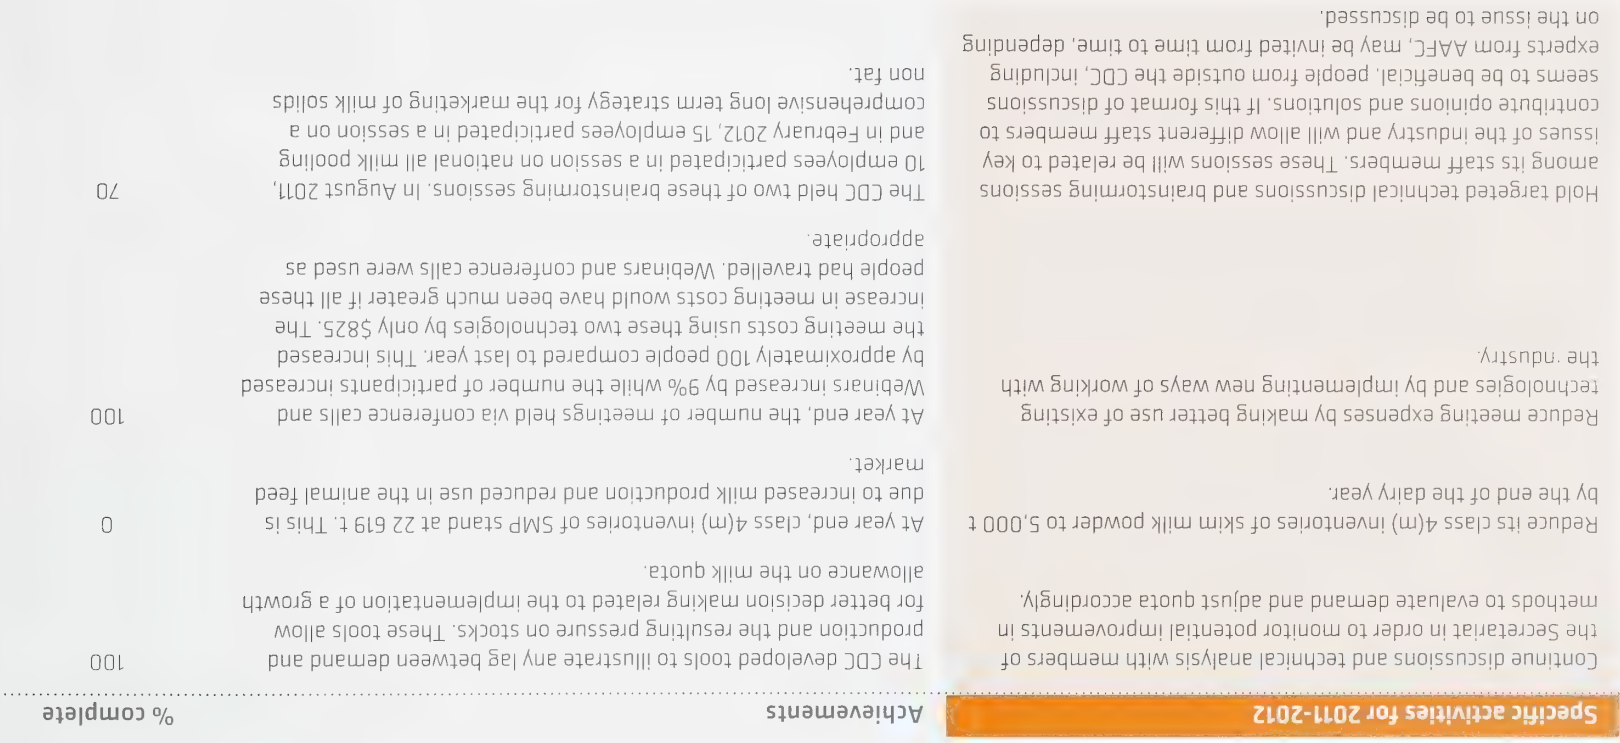 Specific activities for 2011-2012
Achievements
% complete
Continue discussions and technical analysis with members of
the Secretariat in order to monitor potential improvements in
methods to evaluate demand and adjust quota accordingly.
The CDC developed tools to illustrate any lag between demand and
production and the resulting pressure on stocks. These tools allow
for better decision making related to the implementation of a growth
allowance on the milk quota.
100
Reduce its class 4(m) inventories of skim milk powder to 5,000 t
by the end of the dairy year.
At year end, class 4(m) inventories of SMP stand at 22 619 t. This is
due to increased milk production and reduced use in the animal feed
market.
0
Reduce meeting expenses by making better use of existing
technologies and by implementing new ways of working with
the industry.
At year end, the number of meetings held via conference calls and
Webinars increased by 9% while the number of participants increased
by approximately 100 people compared to last year. This increased
the meeting costs using these two technologies by only $825. The
increase in meeting costs would have been much greater if all these
people had travelled. Webinars and conference calls were used as
appropriate.
100
Hold targeted technical discussions and brainstorming sessions
among its staff members. These sessions will be related to key
issues of the industry and will allow different staff members to
contribute opinions and solutions. If this format of discussions
seems to be beneficial, people from outside the CDC, including
experts from AAFC, may be invited from time to time, depending
on the issue to be discussed.
The CDC held two of these brainstorming sessions. In August 2011,
10 employees participated in a session on national all milk pooling
and in February 2012, 15 employees participated in a session on a
comprehensive long term strategy for the marketing of milk solids
non fat.
70